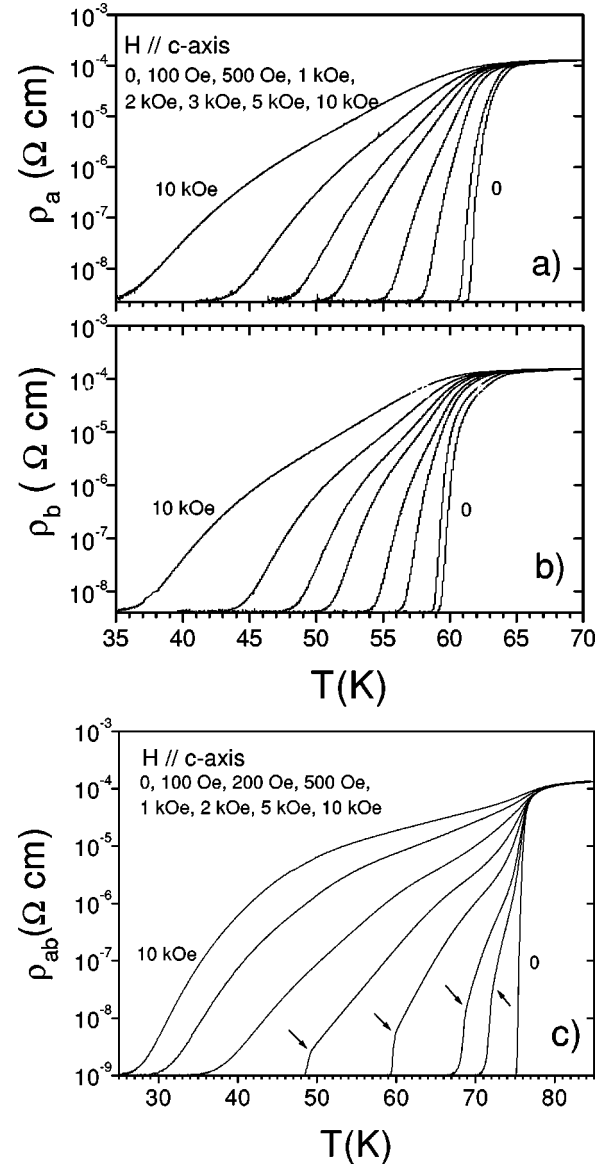 10⁻³
H // c-axis
0, 100 Oe, 500 Oe, 1 kOe,
2 kOe, 3 kOe, 5 kOe, 10 kOe
10⁻⁴
10⁻⁵
10⁻⁶
10⁻⁷
10⁻⁸
ρₐ (Ω cm)
10 kOe
0
a)
10⁻³
10⁻⁴
10⁻⁵
10⁻⁶
10⁻⁷
10⁻⁸
ρ_b ( Ω cm)
10 kOe
0
b)
35 40 45 50 55 60 65 70
T(K)
10⁻³
H // c-axis
0, 100 Oe, 200 Oe, 500 Oe,
1 kOe, 2 kOe, 5 kOe, 10 kOe
10⁻⁴
10⁻⁵
10⁻⁶
10⁻⁷
10⁻⁸
10⁻⁹
ρ_ab(Ω cm)
10 kOe
0
c)
30 40 50 60 70 80
T(K)